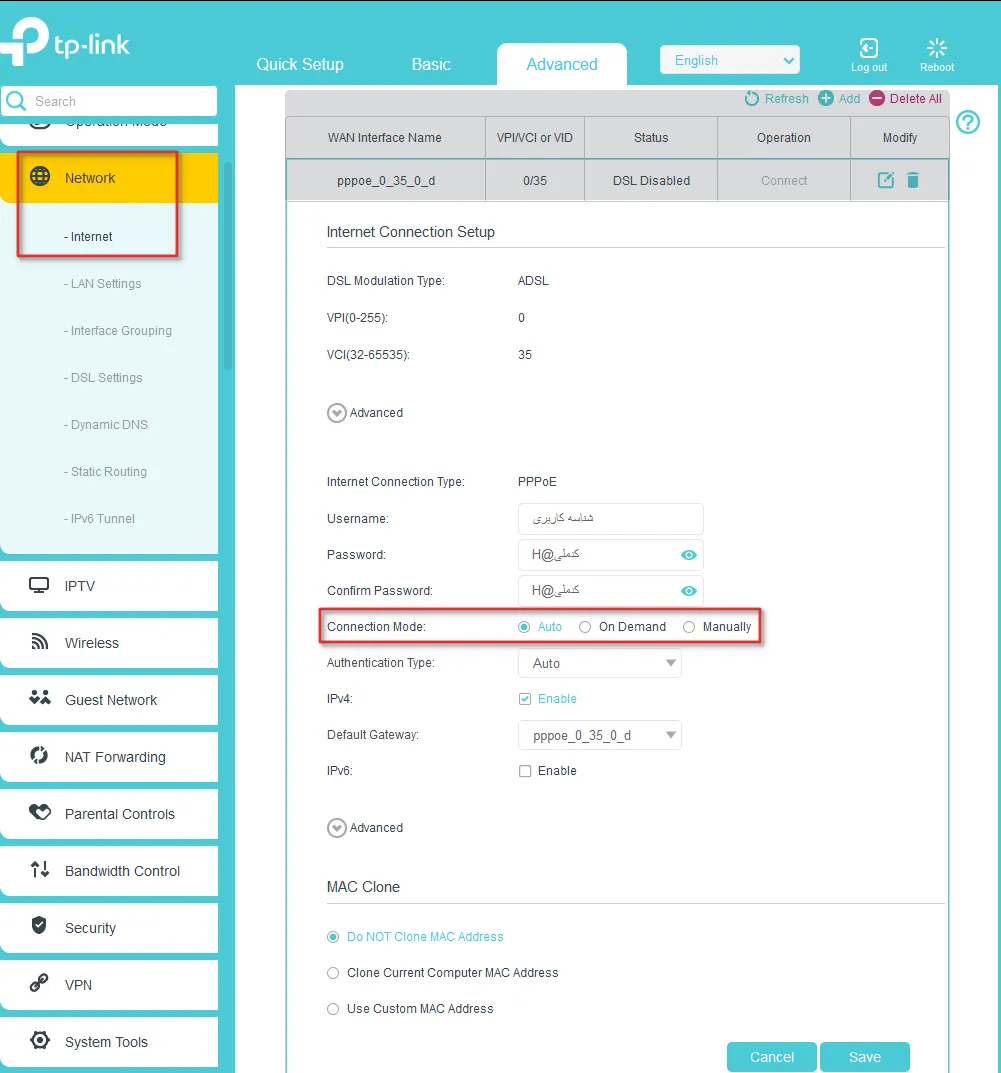 tp-link
Quick Setup
Basic
Advanced
English
Log out
Reboot
Search
Operation Mode
Network
- Internet
- LAN Settings
- Interface Grouping
- DSL Settings
- Dynamic DNS
- Static Routing
- IPv6 Tunnel
IPTV
Wireless
Guest Network
NAT Forwarding
Parental Controls
Bandwidth Control
Security
VPN
System Tools
Refresh Add Delete All
?
WAN Interface Name VPI/VCI or VID Status Operation Modify
pppoe_0_35_0_d 0/35 DSL Disabled Connect
Internet Connection Setup
DSL Modulation Type: ADSL
VPI(0-255): 0
VCI(32-65535): 35
Advanced
Internet Connection Type: PPPoE
Username: شناسه کاربری
Password: H@کدملی
Confirm Password: H@کدملی
Connection Mode: Auto On Demand Manually
Authentication Type: Auto
IPv4: Enable
Default Gateway: pppoe_0_35_0_d
IPv6: Enable
Advanced
MAC Clone
Do NOT Clone MAC Address
Clone Current Computer MAC Address
Use Custom MAC Address
Cancel Save